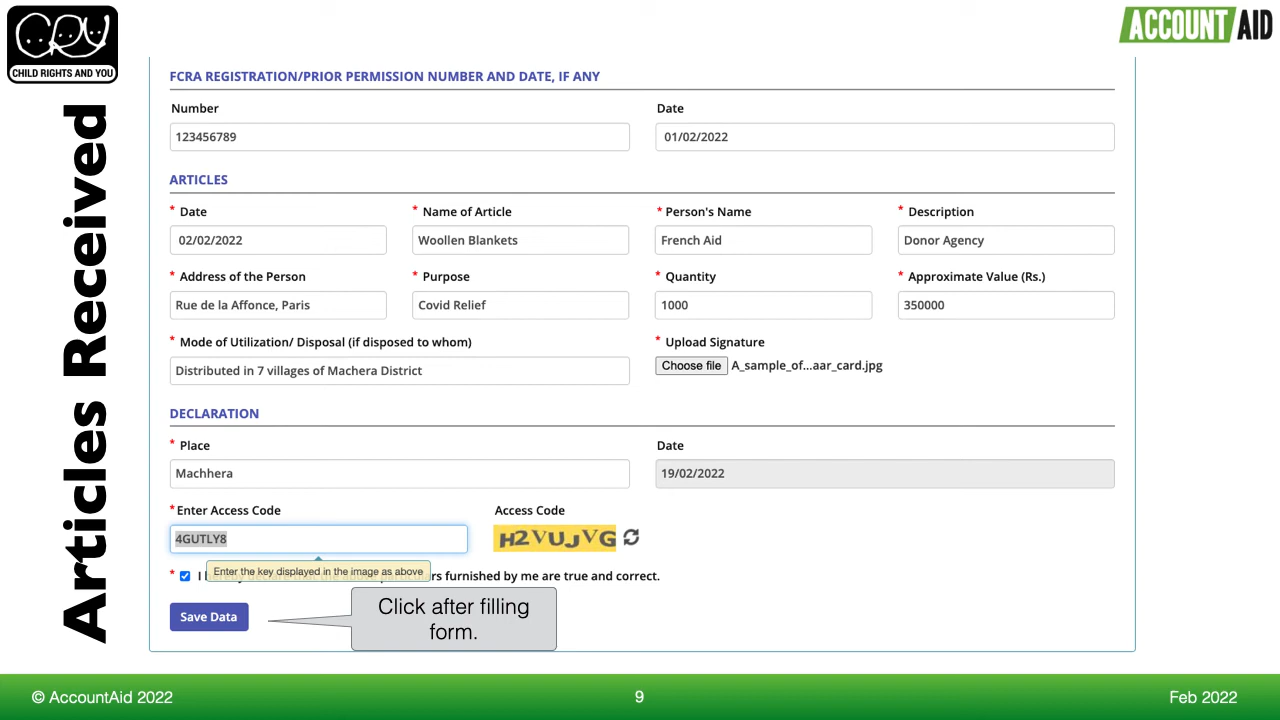 CRY
CHILD RIGHTS AND YOU
ACCOUNT AID
Articles Received
FCRA REGISTRATION/PRIOR PERMISSION NUMBER AND DATE, IF ANY
Number Date
123456789 01/02/2022
ARTICLES
* Date * Name of Article * Person's Name * Description
02/02/2022 Woollen Blankets French Aid Donor Agency
* Address of the Person * Purpose * Quantity * Approximate Value (Rs.)
Rue de la Affonce, Paris Covid Relief 1000 350000
* Mode of Utilization/ Disposal (if disposed to whom) * Upload Signature
Distributed in 7 villages of Machera District Choose file A_sample_of...aar_card.jpg
DECLARATION
* Place Date
Machhera 19/02/2022
* Enter Access Code Access Code
4GUTLY8 H2VUJVG
Enter the key displayed in the image as above
* I furnished by me are true and correct.
Save Data
Click after filling
form.
© AccountAid 2022 9 Feb 2022